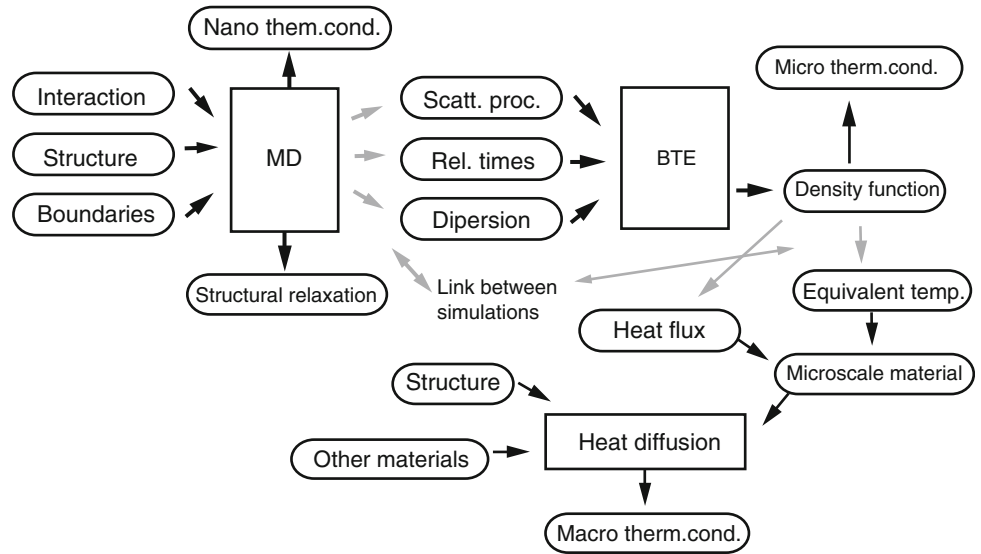 Nano them.cond.
Interaction
Structure
Boundaries
MD
Structural relaxation
Scatt. proc.
Rel. times
Dipersion
BTE
Micro therm.cond.
Density function
Link between
simulations
Equivalent temp.
Heat flux
Microscale material
Structure
Other materials
Heat diffusion
Macro therm.cond.